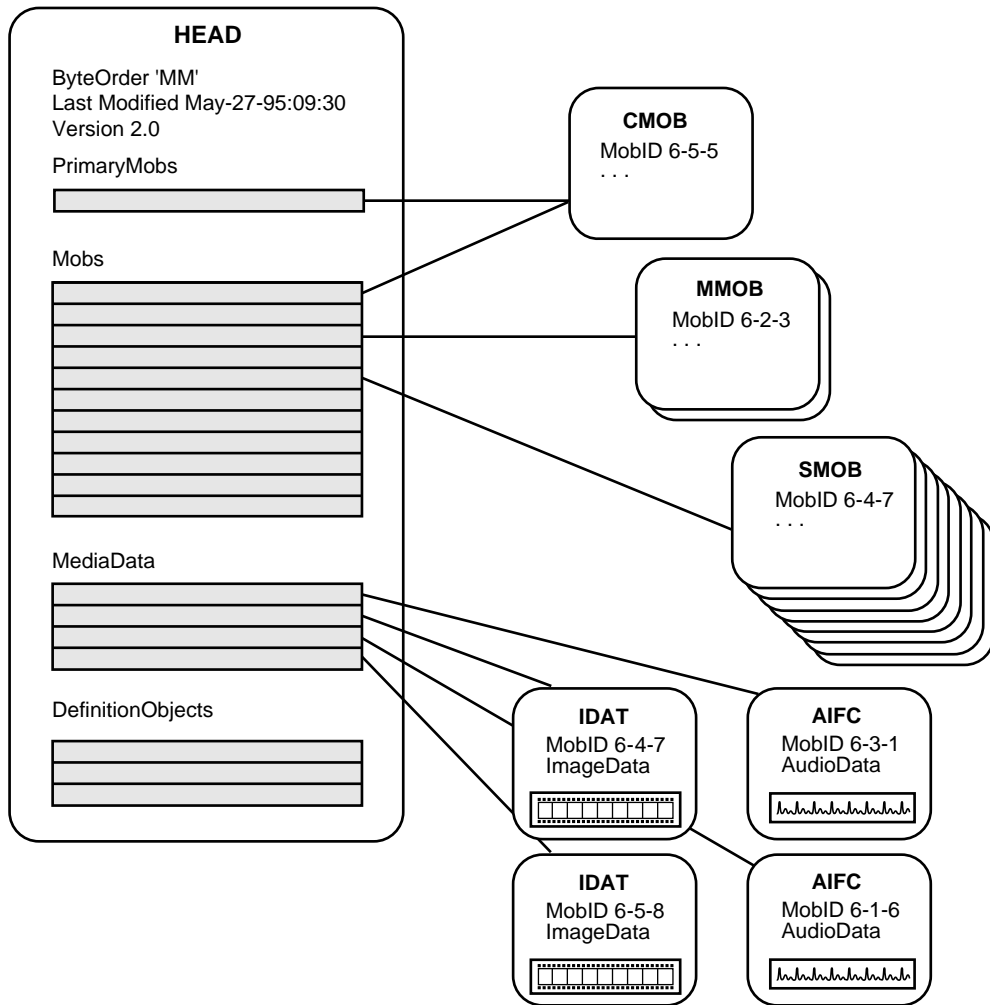 HEAD
ByteOrder 'MM'
Last Modified May-27-95:09:30
Version 2.0
PrimaryMobs
Mobs
MediaData
DefinitionObjects
CMOB
MobID 6-5-5
. . .
MMOB
MobID 6-2-3
. . .
SMOB
MobID 6-4-7
. . .
IDAT
MobID 6-4-7
ImageData
AIFC
MobID 6-3-1
AudioData
IDAT
MobID 6-5-8
ImageData
AIFC
MobID 6-1-6
AudioData